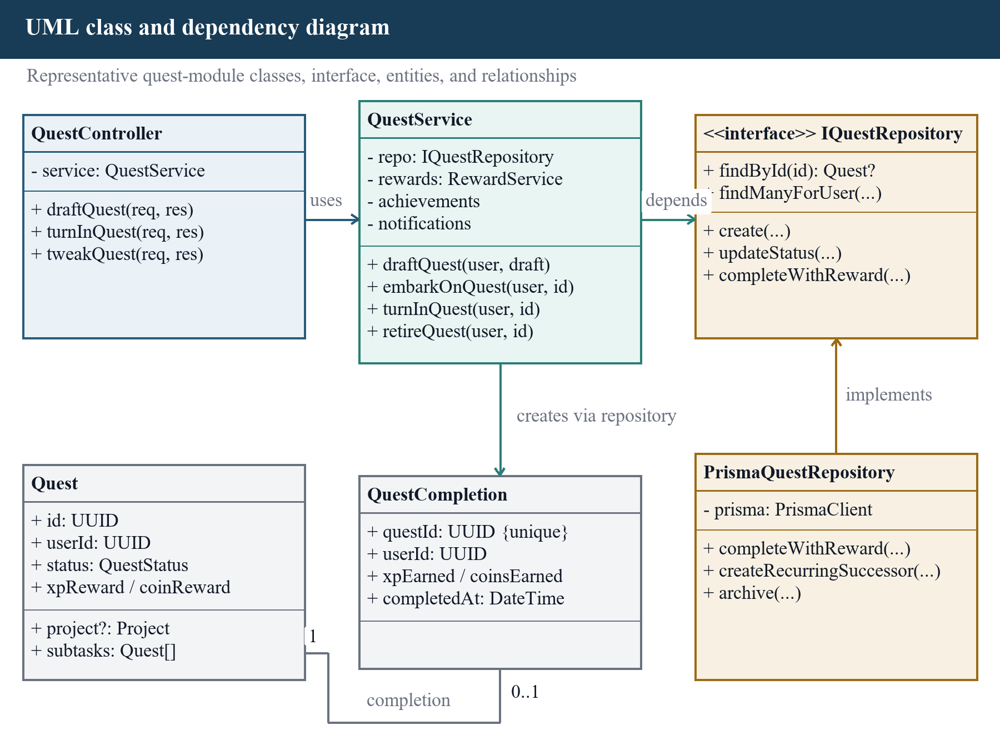 UML class and dependency diagram
Representative quest-module classes, interface, entities, and relationships
QuestController
- service: QuestService
+ draftQuest(req, res)
+ turnInQuest(req, res)
+ tweakQuest(req, res)
uses
QuestService
- repo: IQuestRepository
- rewards: RewardService
- achievements
- notifications
+ draftQuest(user, draft)
+ embarkOnQuest(user, id)
+ turnInQuest(user, id)
+ retireQuest(user, id)
depends
<<interface>> IQuestRepository
+ findById(id): Quest?
findManyForUser(...)
+ create(...)
+ updateStatus(...)
+ completeWithReward(...)
creates via repository
implements
Quest
+ id: UUID
+ userId: UUID
+ status: QuestStatus
+ xpReward / coinReward
+ project?: Project
+ subtasks: Quest[]
1
QuestCompletion
+ questId: UUID {unique}
+ userId: UUID
+ xpEarned / coinsEarned
+ completedAt: DateTime
completion
0..1
PrismaQuestRepository
- prisma: PrismaClient
+ completeWithReward(...)
+ createRecurringSuccessor(...)
+ archive(...)